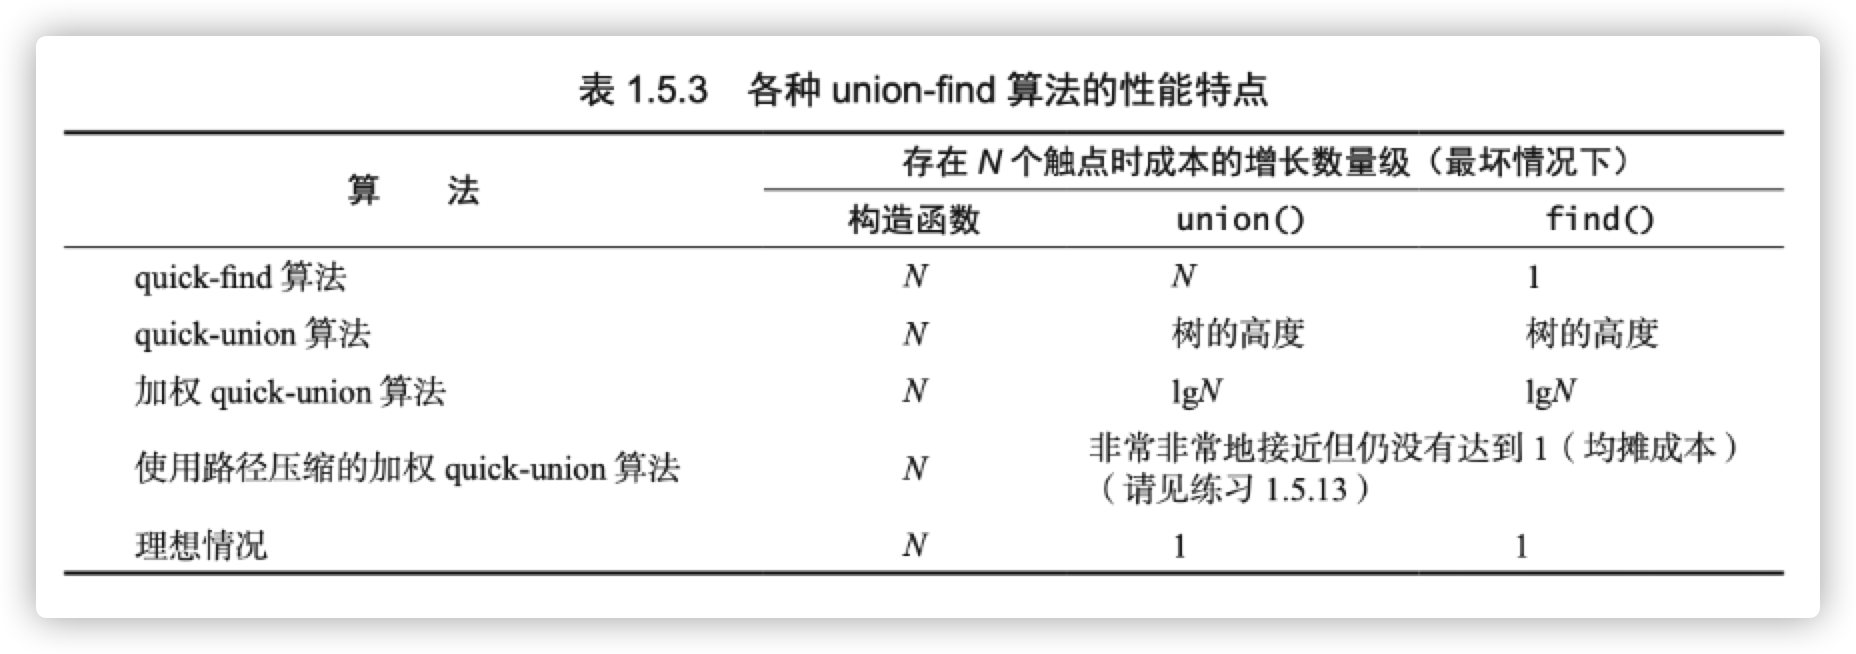 表 1.5.3 各种 union-find 算法的性能特点
算 法
存在 N 个触点时成本的增长数量级（最坏情况下）
构造函数 union() find()
quick-find 算法 N N 1
quick-union 算法 N 树的高度 树的高度
加权 quick-union 算法 N lgN lgN
使用路径压缩的加权 quick-union 算法 N 非常非常地接近但仍没有达到 1（均摊成本）
（请见练习 1.5.13）
理想情况 N 1 1